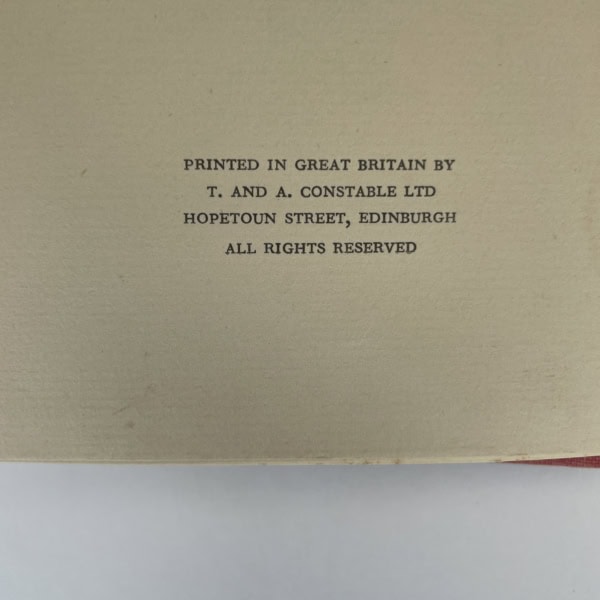 PRINTED IN GREAT BRITAIN BY
T. AND A. CONSTABLE LTD
HOPETOUN STREET, EDINBURGH
ALL RIGHTS RESERVED